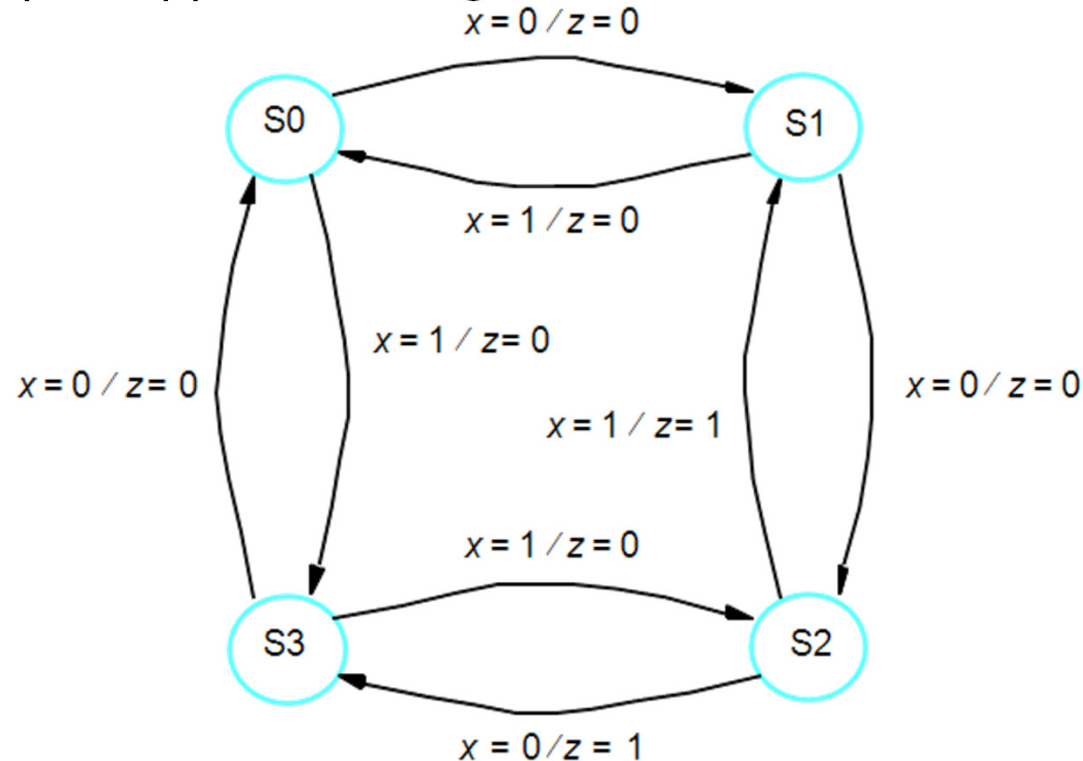 x = 0 / z = 0
S0
S1
x = 1 / z = 0
x = 1 / z = 0
x = 0 / z = 0
x = 0 / z = 0
x = 1 / z = 1
x = 1 / z = 0
S3
S2
x = 0/z = 1